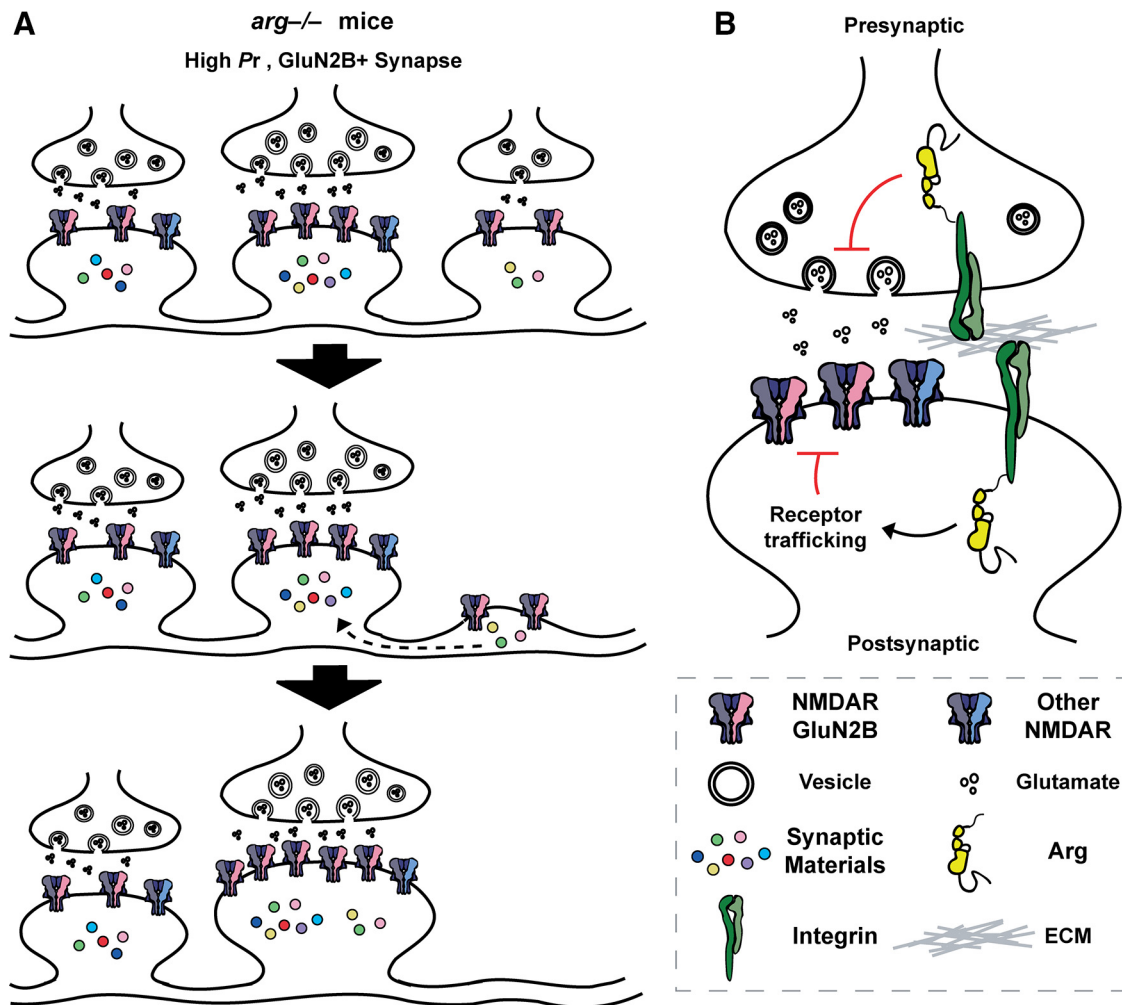 A
arg–/– mice
High Pr , GluN2B+ Synapse
B
Presynaptic
Receptor
trafficking
Postsynaptic
NMDAR
GluN2B
Other
NMDAR
Vesicle
Glutamate
Synaptic
Materials
Arg
Integrin
ECM